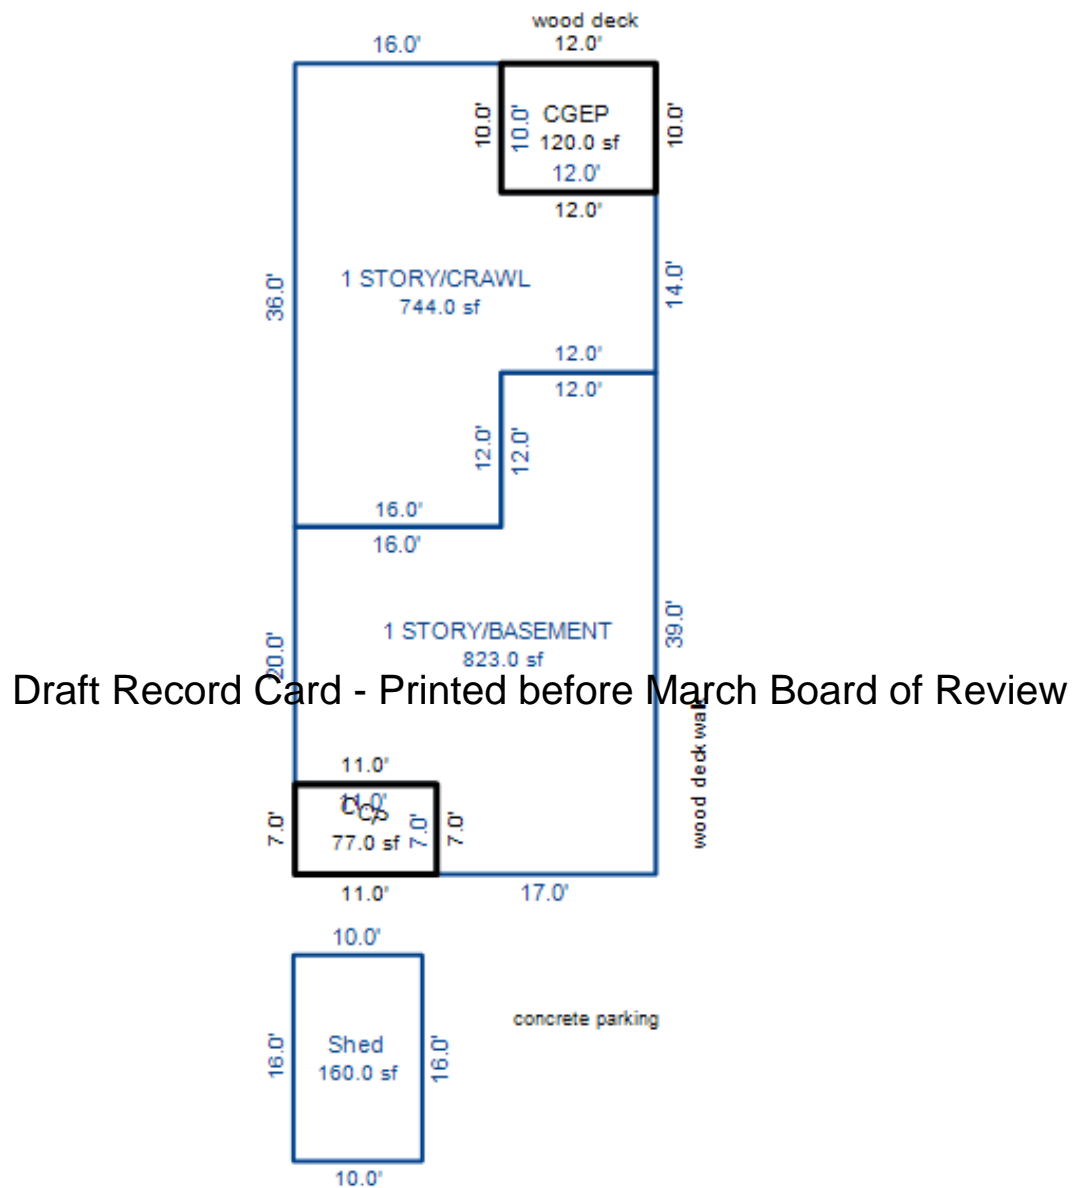 wood deck
16.0'
12.0'
10.0'
10.0'
CGEP
120.0 sf
10.0'
12.0'
12.0'
36.0'
1 STORY/CRAWL
744.0 sf
14.0'
12.0'
12.0'
12.0'
12.0'
16.0'
16.0'
20.0'
1 STORY/BASEMENT
823.0 sf
39.0'
Draft Record Card - Printed before March Board of Review
wood deck walk
11.0'
11.0'
7.0'
77.0 sf
7.0'
7.0'
11.0'
17.0'
10.0'
16.0'
Shed
160.0 sf
16.0'
concrete parking
10.0'